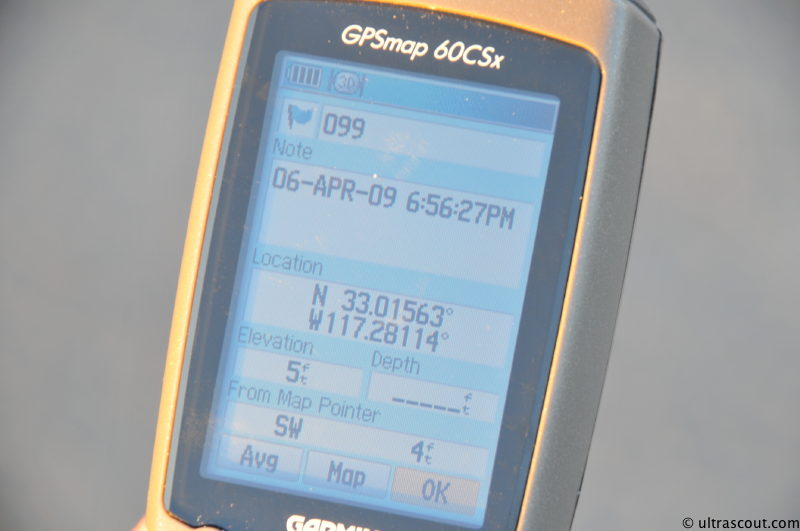 GPSmap 60CSx
3D
099
Note
06-APR-09 6:56:27PM
Location
N 33.01563°
W117.28114°
Elevation
Depth
5ft
_____ft
From Map Pointer
SW 4ft
Avg Map OK
GARMIN
© ultrascout.com